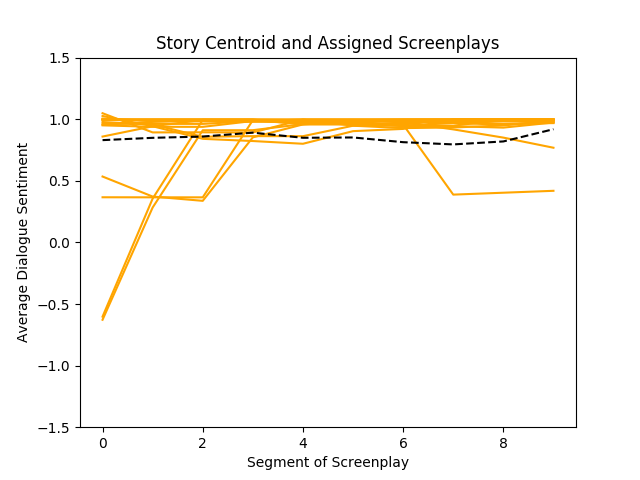 Story Centroid and Assigned Screenplays
1.5
1.0
0.5
0.0
−0.5
−1.0
−1.5
Average Dialogue Sentiment
0 2 4 6 8
Segment of Screenplay